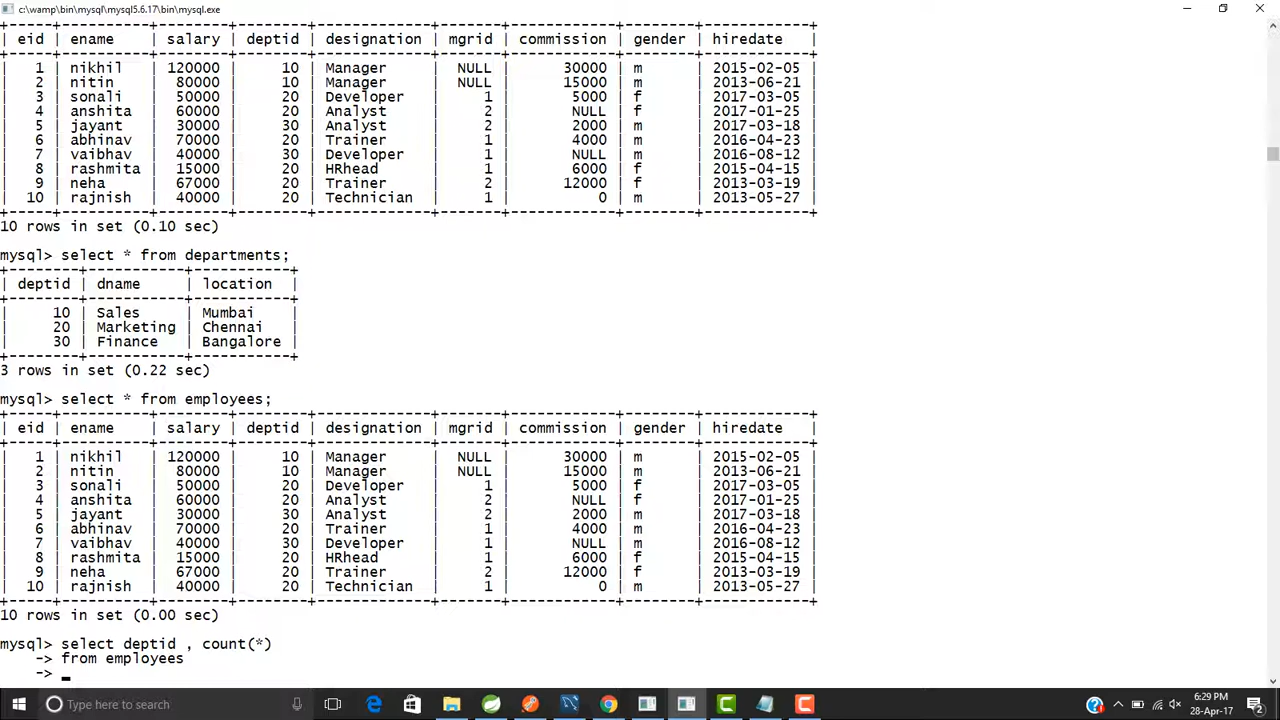 c:\wamp\bin\mysql\mysql5.6.17\bin\mysql.exe
+-----+----------+--------+--------+-------------+-------+------------+--------+------------+
| eid | ename    | salary | deptid | designation | mgrid | commission | gender | hiredate   |
+-----+----------+--------+--------+-------------+-------+------------+--------+------------+
|   1 | nikhil   | 120000 |     10 | Manager     |  NULL |      30000 | m      | 2015-02-05 |
|   2 | nitin    |  80000 |     10 | Manager     |  NULL |      15000 | m      | 2013-06-21 |
|   3 | sonali   |  50000 |     20 | Developer   |     1 |       5000 | f      | 2017-03-05 |
|   4 | anshita  |  60000 |     20 | Analyst     |     2 |       NULL | f      | 2017-01-25 |
|   5 | jayant   |  30000 |     30 | Analyst     |     2 |       2000 | m      | 2017-03-18 |
|   6 | abhinav  |  70000 |     20 | Trainer     |     1 |       4000 | m      | 2016-04-23 |
|   7 | vaibhav  |  40000 |     30 | Developer   |     1 |       NULL | m      | 2016-08-12 |
|   8 | rashmita |  15000 |     20 | HRhead      |     1 |       6000 | f      | 2015-04-15 |
|   9 | neha     |  67000 |     20 | Trainer     |     2 |      12000 | f      | 2013-03-19 |
|  10 | rajnish  |  40000 |     20 | Technician  |     1 |          0 | m      | 2013-05-27 |
+-----+----------+--------+--------+-------------+-------+------------+--------+------------+
10 rows in set (0.10 sec)
mysql> select * from departments;
+--------+-----------+-----------+
| deptid | dname     | location  |
+--------+-----------+-----------+
|     10 | Sales     | Mumbai    |
|     20 | Marketing | Chennai   |
|     30 | Finance   | Bangalore |
+--------+-----------+-----------+
3 rows in set (0.22 sec)
mysql> select * from employees;
+-----+----------+--------+--------+-------------+-------+------------+--------+------------+
| eid | ename    | salary | deptid | designation | mgrid | commission | gender | hiredate   |
+-----+----------+--------+--------+-------------+-------+------------+--------+------------+
|   1 | nikhil   | 120000 |     10 | Manager     |  NULL |      30000 | m      | 2015-02-05 |
|   2 | nitin    |  80000 |     10 | Manager     |  NULL |      15000 | m      | 2013-06-21 |
|   3 | sonali   |  50000 |     20 | Developer   |     1 |       5000 | f      | 2017-03-05 |
|   4 | anshita  |  60000 |     20 | Analyst     |     2 |       NULL | f      | 2017-01-25 |
|   5 | jayant   |  30000 |     30 | Analyst     |     2 |       2000 | m      | 2017-03-18 |
|   6 | abhinav  |  70000 |     20 | Trainer     |     1 |       4000 | m      | 2016-04-23 |
|   7 | vaibhav  |  40000 |     30 | Developer   |     1 |       NULL | m      | 2016-08-12 |
|   8 | rashmita |  15000 |     20 | HRhead      |     1 |       6000 | f      | 2015-04-15 |
|   9 | neha     |  67000 |     20 | Trainer     |     2 |      12000 | f      | 2013-03-19 |
|  10 | rajnish  |  40000 |     20 | Technician  |     1 |          0 | m      | 2013-05-27 |
+-----+----------+--------+--------+-------------+-------+------------+--------+------------+
10 rows in set (0.00 sec)
mysql> select deptid , count(*)
    -> from employees
    -> _
Type here to search
6:29 PM
28-Apr-17
2